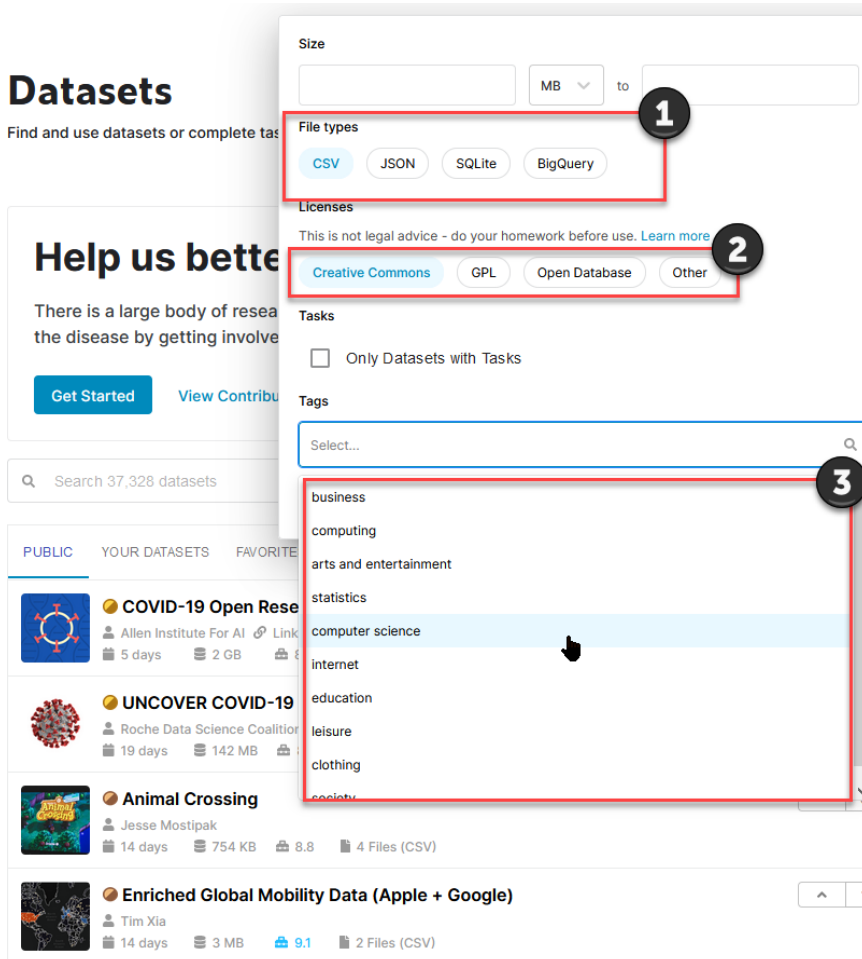 Size
MB
to
1
Datasets
Find and use datasets or complete tas
File types
CSV JSON SQLite BigQuery
Licenses
This is not legal advice - do your homework before use. Learn more
2
Creative Commons GPL Open Database Other
Help us bette
There is a large body of resea
the disease by getting involve
Get Started View Contribu
Tasks
Only Datasets with Tasks
Tags
Select...
3
Search 37,328 datasets
business
computing
arts and entertainment
statistics
computer science
internet
education
leisure
clothing
society
PUBLIC YOUR DATASETS FAVORITE
COVID-19 Open Rese
Allen Institute For AI Link
5 days 2 GB 8
UNCOVER COVID-19
Roche Data Science Coalition
19 days 142 MB
Animal Crossing
Animal Crossing
Jesse Mostipak
14 days 754 KB 8.8 4 Files (CSV)
Enriched Global Mobility Data (Apple + Google)
Tim Xia
14 days 3 MB 9.1 2 Files (CSV)